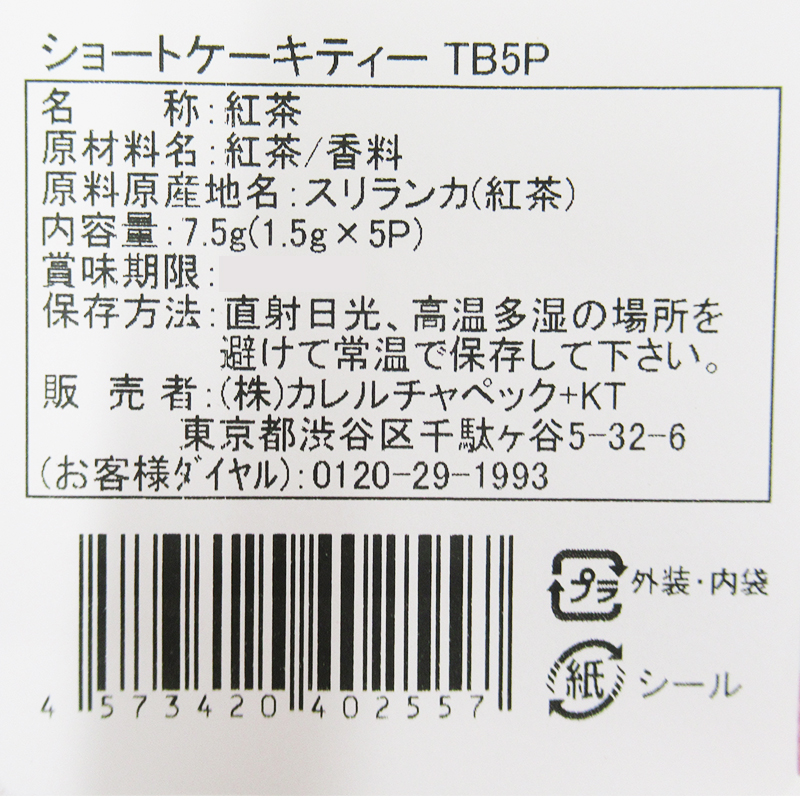 ショートケーキティー TB5P
名　　称：紅茶
原材料名：紅茶/香料
原料原産地名：スリランカ(紅茶)
内容量：7.5g(1.5g×5P)
賞味期限：
保存方法：直射日光、高温多湿の場所を
避けて常温で保存して下さい。
販　売　者：(株)カレルチャペック+KT
東京都渋谷区千駄ヶ谷5-32-6
(お客様ダイヤル)：0120-29-1993
プラ 外装・内袋
紙 シール
4 573420 402557